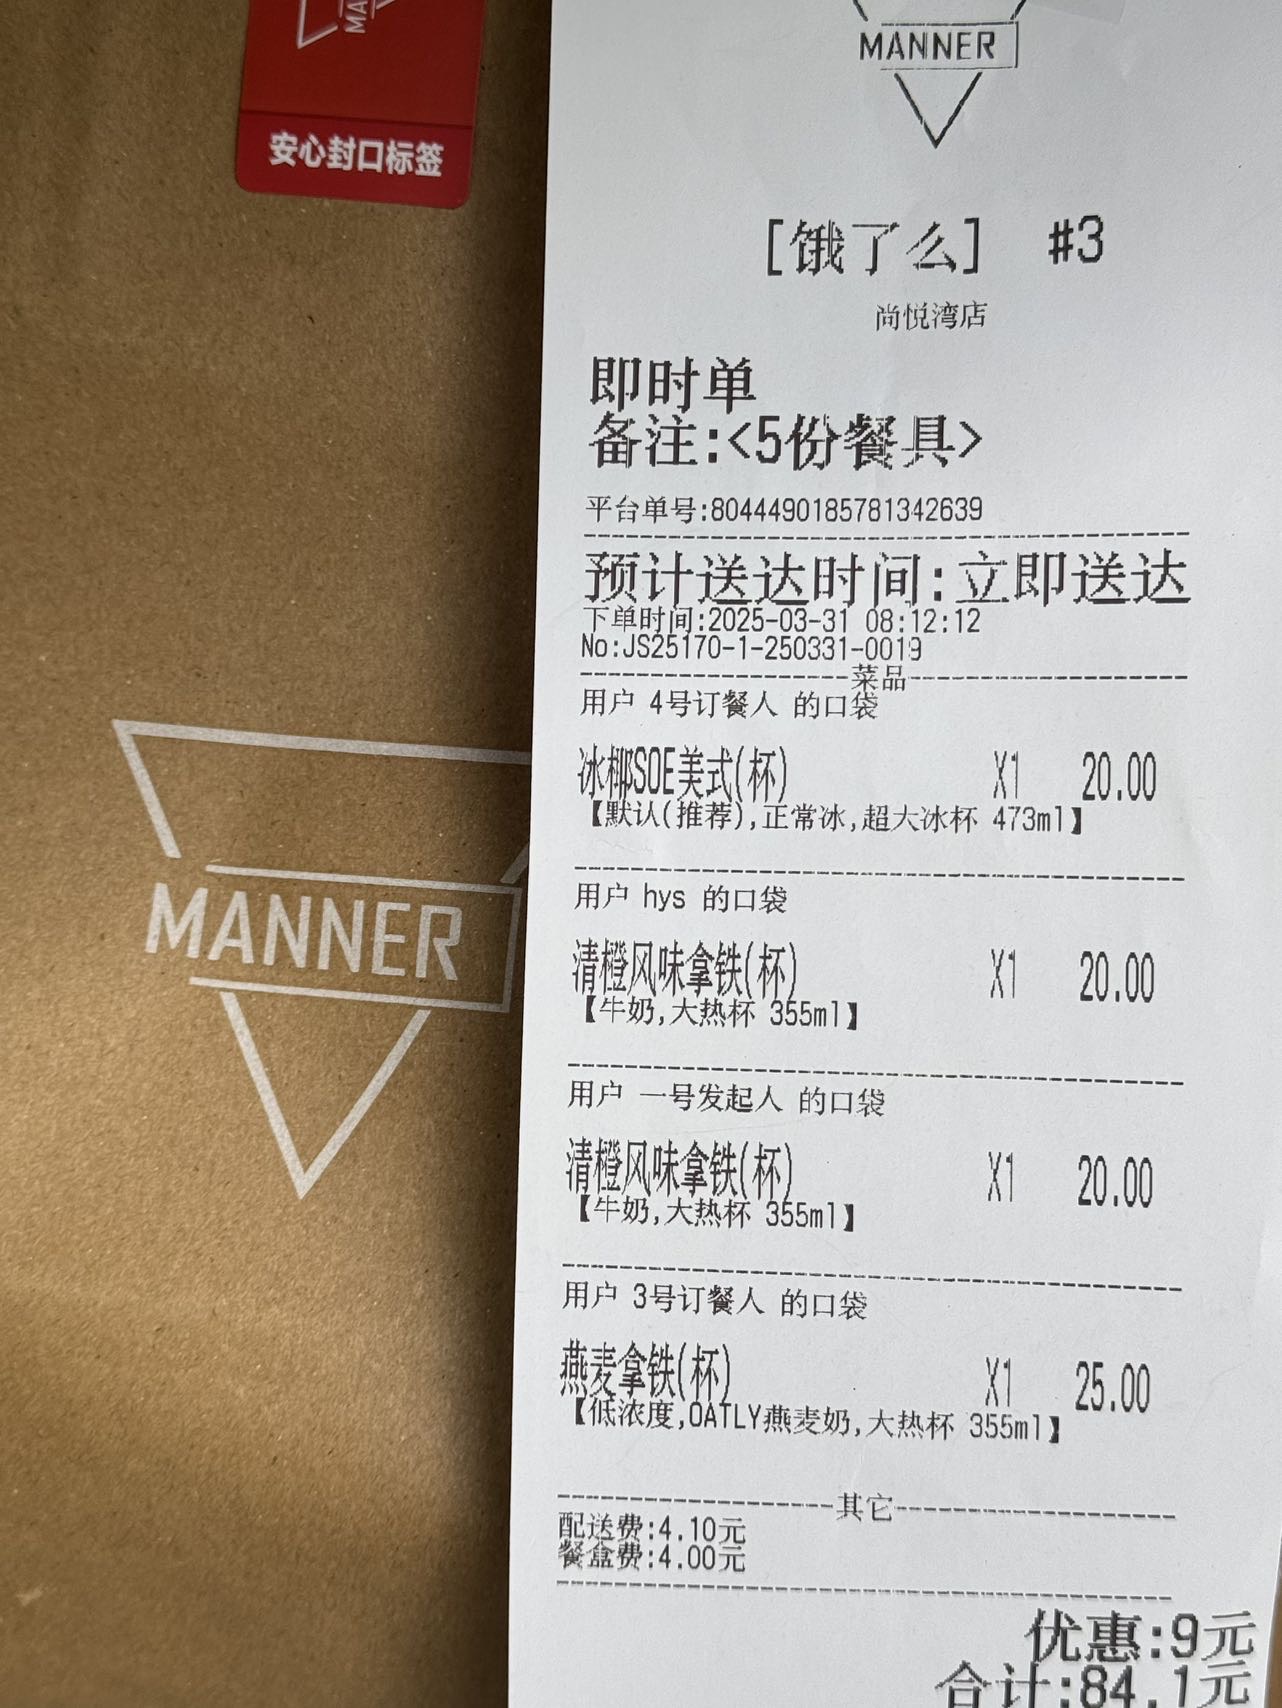 MA
安心封口标签
MANNER
MANNER
[饿了么] #3
尚悦湾店
即时单
备注:<5份餐具>
平台单号:8044490185781342639
预计送达时间:立即送达
下单时间:2025-03-31 08:12:12
No:JS25170-1-250331-0019
菜品
用户 4号订餐人 的口袋
冰椰SOE美式(杯) X1 20.00
【默认(推荐),正常冰,超大冰杯 473ml】
用户 hys 的口袋
清橙风味拿铁(杯) X1 20.00
【牛奶,大热杯 355ml】
用户 一号发起人 的口袋
清橙风味拿铁(杯) X1 20.00
【牛奶,大热杯 355ml】
用户 3号订餐人 的口袋
燕麦拿铁(杯) X1 25.00
【低浓度,OATLY燕麦奶,大热杯 355ml】
其它
配送费:4.10元
餐盒费:4.00元
优惠:9元
合计:84.1元